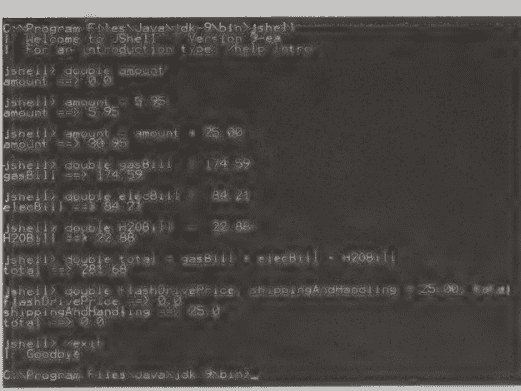 C:\Program Files\Java\jdk-9\bin>jshell
| Welcome to JShell -- Version 9-ea
| For an introduction type: /help intro
jshell> double amount
amount ==> 0.0
jshell> amount = 5.95
amount ==> 5.95
jshell> amount = amount + 25.00
amount ==> 30.95
jshell> double gasBill = 174.59
gasBill ==> 174.59
jshell> double elecBill = 84.21
elecBill ==> 84.21
jshell> double H2OBill = 22.88
H2OBill ==> 22.88
jshell> double total = gasBill + elecBill + H2OBill
total ==> 281.68
jshell> double flashDrivePrice, shippingAndHandling = 25.00, total
flashDrivePrice ==> 0.0
shippingAndHandling ==> 25.0
total ==> 0.0
jshell> /exit
| Goodbye
C:\Program Files\Java\jdk-9\bin>